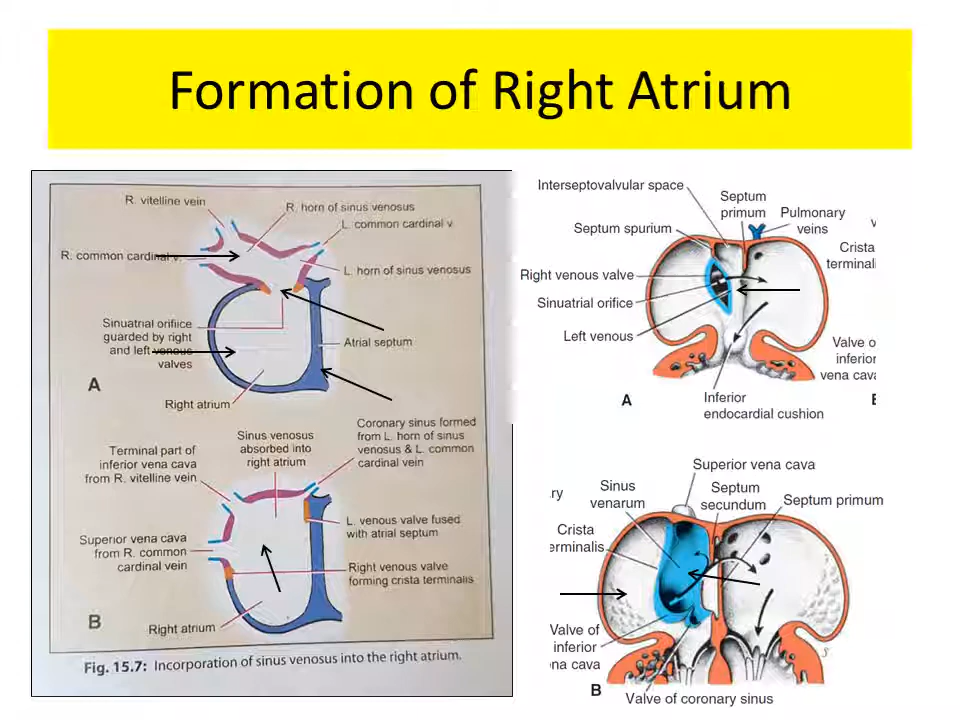 Formation of Right Atrium
R. vitelline vein
R. horn of sinus venosus
L. common cardinal v.
R. common cardinal v.
L. horn of sinus venosus
Sinuatrial orifiice
guarded by right
and left venous
valves
Atrial septum
A
Right atrium
Coronary sinus formed
from L. horn of sinus
venosus & L. common
cardinal vein
Sinus venosus
absorbed into
right atrium
Terminal part of
inferior vena cava
from R. vitelline vein
L. venous valve fused
with atrial septum
Superior vena cava
from R. common
cardinal vein
Right venous valve
forming crista terminalis
B
Right atrium
Fig. 15.7: Incorporation of sinus venosus into the right atrium.
Interseptovalvular space
Septum
primum
Pulmonary
veins
Septum spurium
Crista
terminali
Right venous valve
Sinuatrial orifice
Left venous
Valve o
inferior
vena cava
A
Inferior
endocardial cushion
Superior vena cava
ry
Sinus
venarum
Septum
secundum
Septum primum
Crista
erminalis
Valve of
inferior
na cava
B
Valve of coronary sinus